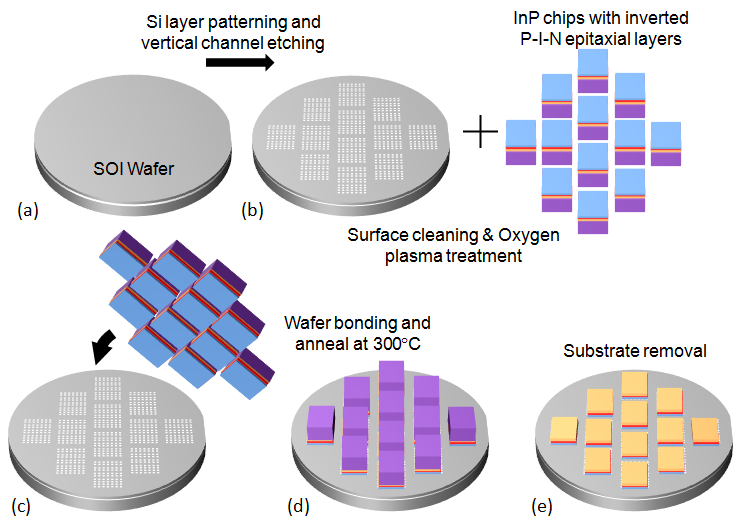 Si layer patterning and
vertical channel etching
InP chips with inverted
P-I-N epitaxial layers
SOI Wafer
(a)
(b)
Surface cleaning & Oxygen
plasma treatment
Wafer bonding and
anneal at 300°C
Substrate removal
(c)
(d)
(e)